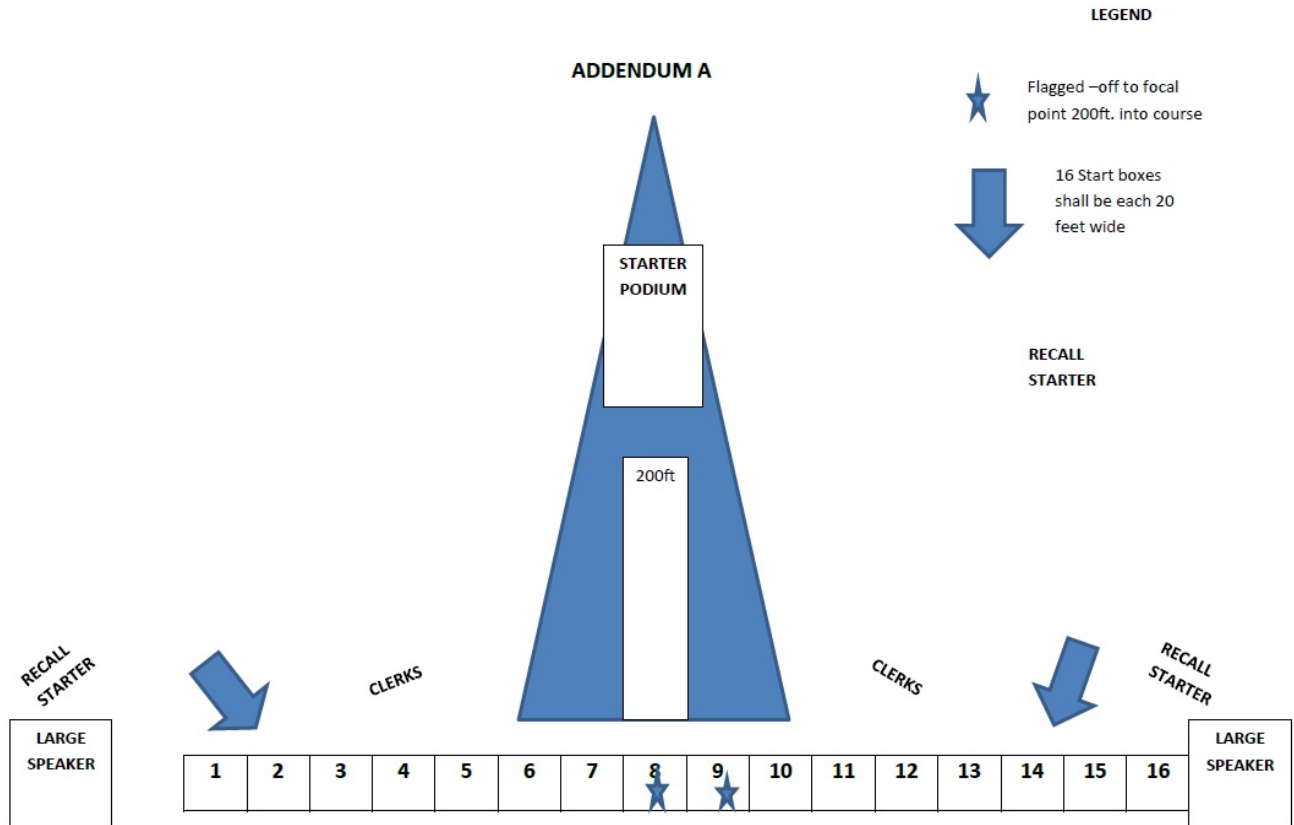 LEGEND
ADDENDUM A
Flagged –off to focal
point 200ft. into course
16 Start boxes
shall be each 20
feet wide
STARTER
PODIUM
RECALL
STARTER
200ft
RECALL
STARTER
CLERKS
CLERKS
RECALL
STARTER
LARGE
SPEAKER
LARGE
SPEAKER
1 2 3 4 5 6 7 8 9 10 11 12 13 14 15 16